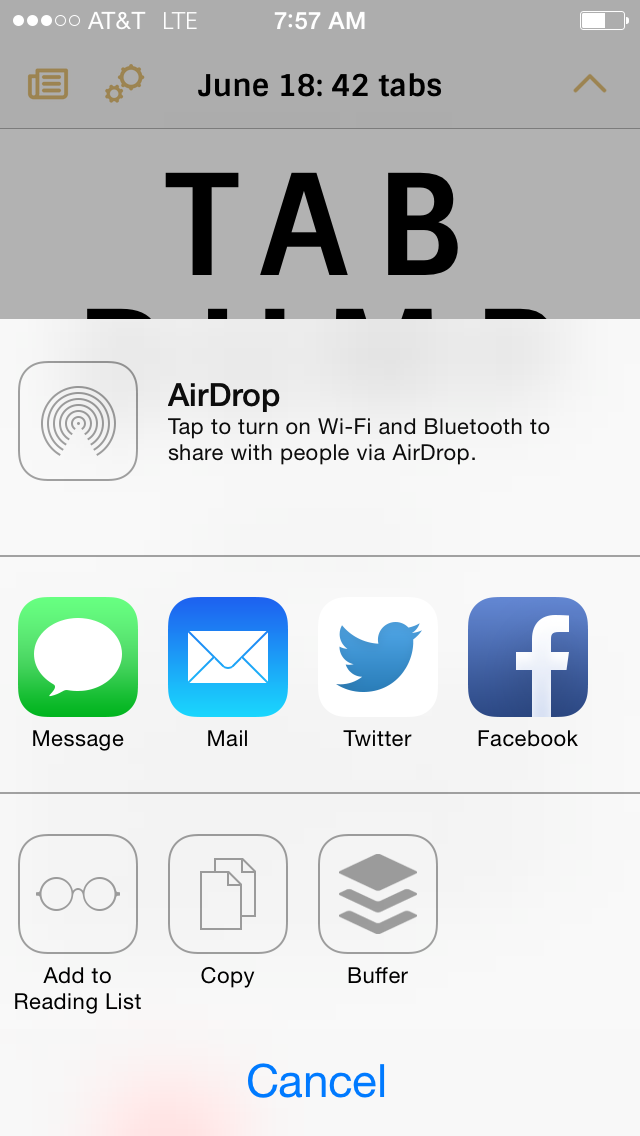 AT&T LTE 7:57 AM
June 18: 42 tabs
TAB
AirDrop
Tap to turn on Wi-Fi and Bluetooth to
share with people via AirDrop.
Message Mail Twitter Facebook
Add to
Reading List Copy Buffer
Cancel